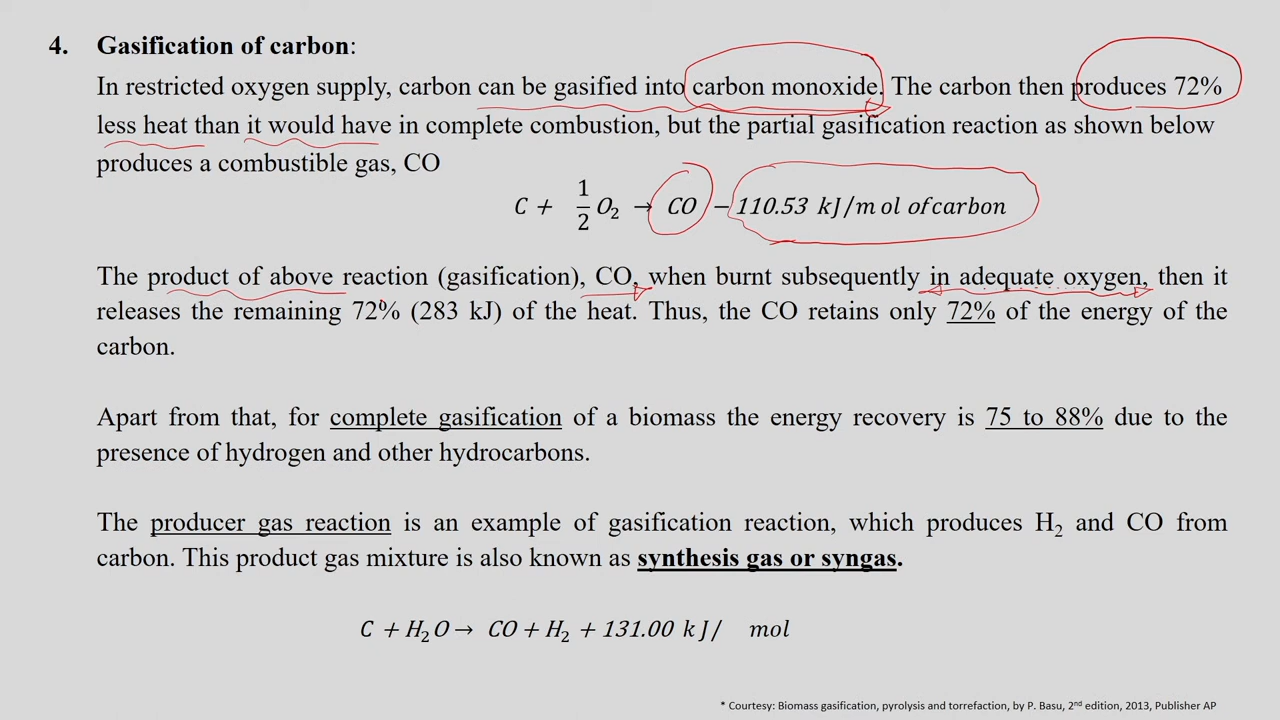 4. Gasification of carbon:
In restricted oxygen supply, carbon can be gasified into carbon monoxide. The carbon then produces 72%
less heat than it would have in complete combustion, but the partial gasification reaction as shown below
produces a combustible gas, CO
C + 1/2 O₂ → CO − 110.53 kJ/m ol ofcarbon
The product of above reaction (gasification), CO, when burnt subsequently in adequate oxygen, then it
releases the remaining 72% (283 kJ) of the heat. Thus, the CO retains only 72% of the energy of the
carbon.
Apart from that, for complete gasification of a biomass the energy recovery is 75 to 88% due to the
presence of hydrogen and other hydrocarbons.
The producer gas reaction is an example of gasification reaction, which produces H₂ and CO from
carbon. This product gas mixture is also known as synthesis gas or syngas.
C + H₂O → CO + H₂ + 131.00 kJ/ mol
* Courtesy: Biomass gasification, pyrolysis and torrefaction, by P. Basu, 2nd edition, 2013, Publisher AP